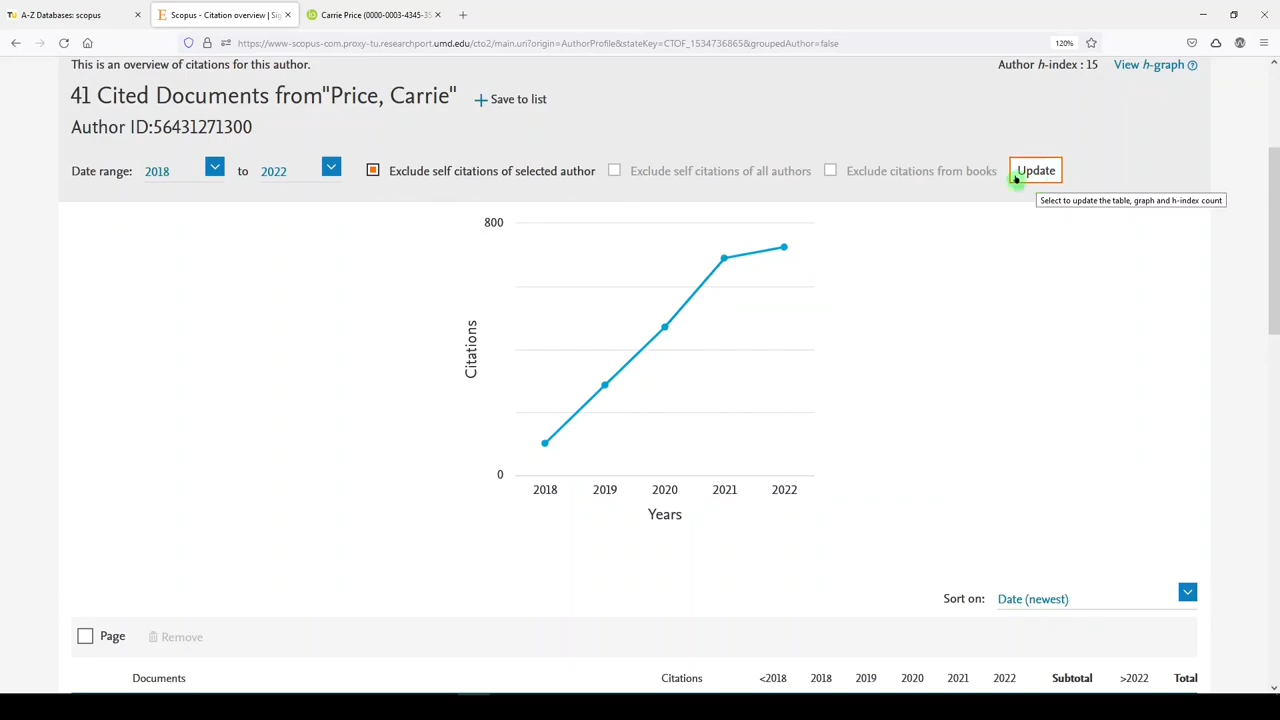 A-Z Databases: scopus
Scopus - Citation overview | Sig
Carrie Price (0000-0003-4345-35
https://www-scopus-com.proxy-tu.researchport.umd.edu/cto2/main.uri?origin=AuthorProfile&stateKey=CTOF_1534736865&groupedAuthor=false
120%
This is an overview of citations for this author.
Author h-index : 15 View h-graph
41 Cited Documents from"Price, Carrie" + Save to list
Author ID:56431271300
Date range: 2018 to 2022 Exclude self citations of selected author Exclude self citations of all authors Exclude citations from books Update
Select to update the table, graph and h-index count
800
Citations
0
2018 2019 2020 2021 2022
Years
Sort on: Date (newest)
Page Remove
Documents Citations <2018 2018 2019 2020 2021 2022 Subtotal >2022 Total